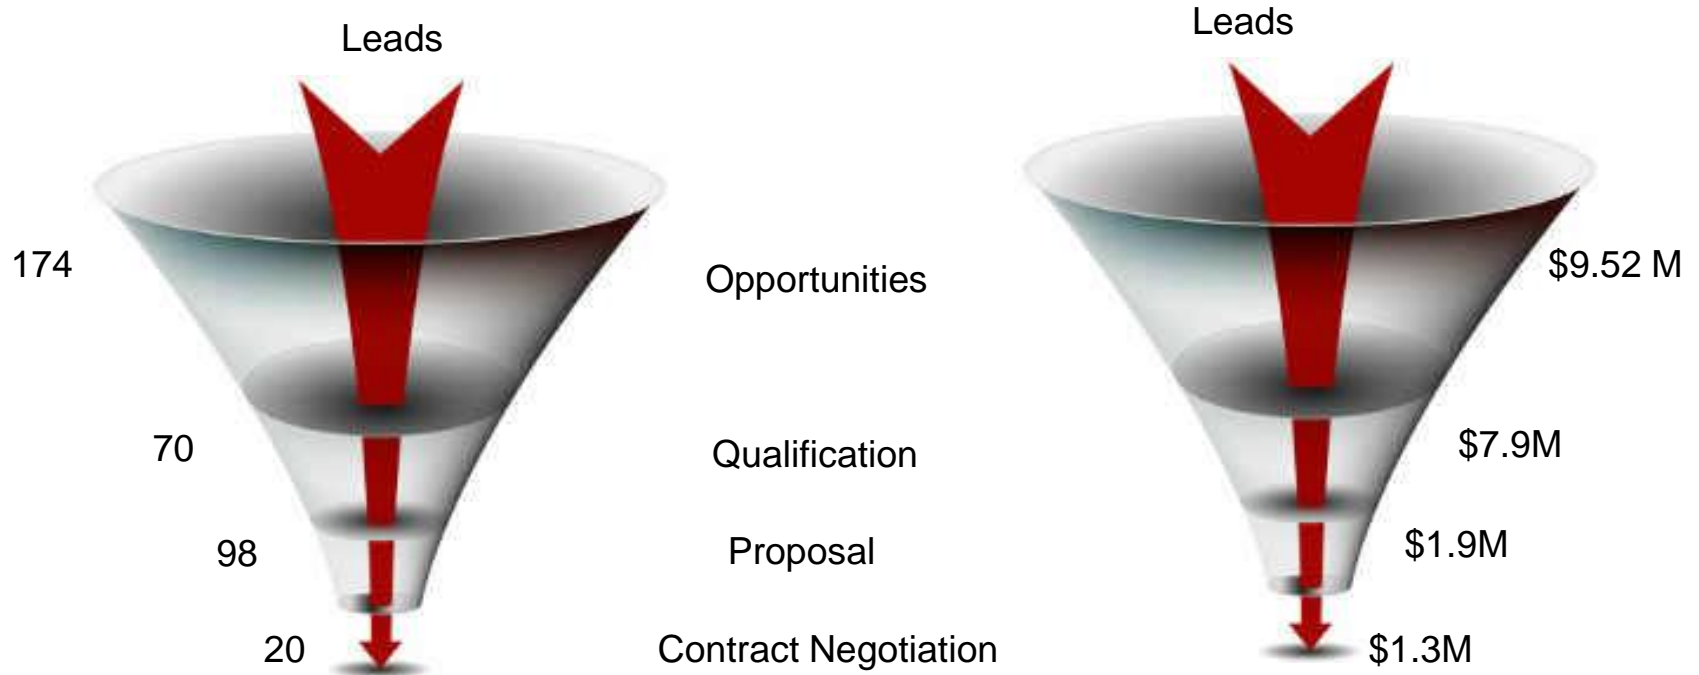 Leads
Leads
174
Opportunities
$9.52 M
70
Qualification
$7.9M
98
Proposal
$1.9M
20
Contract Negotiation
$1.3M